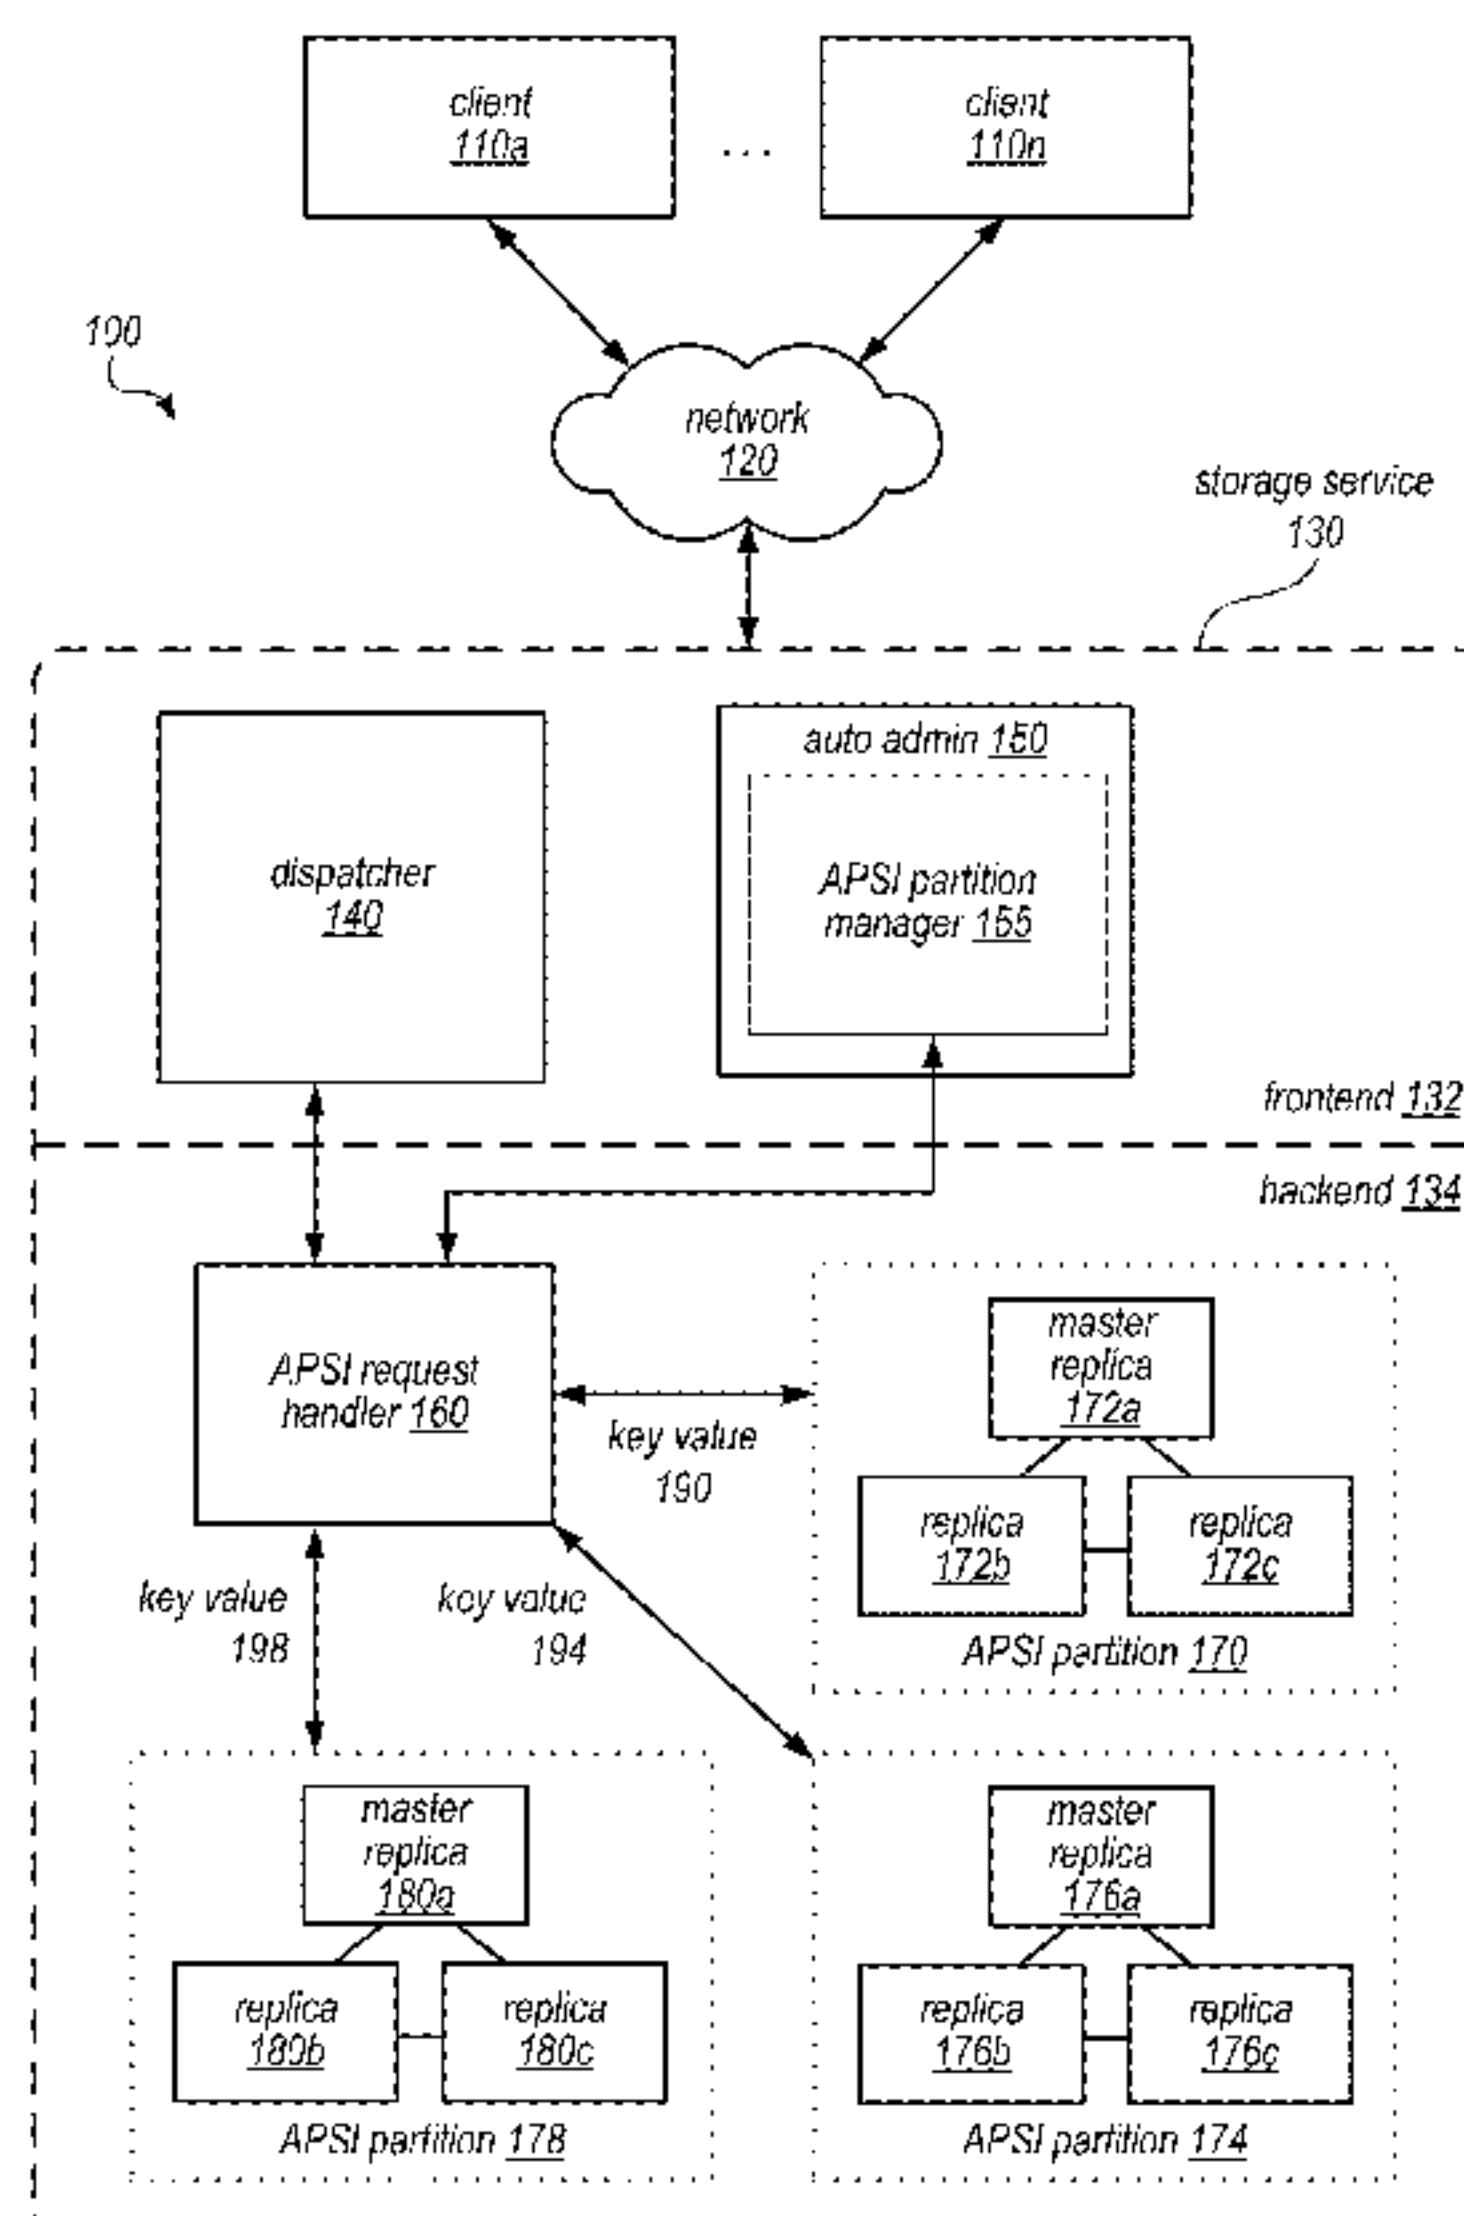 client
110a
...
client
110n
100
network
120
storage service
130
auto admin 150
dispatcher
140
APSI partition
manager 155
frontend 132
backend 134
APSI request
handler 160
master
replica
172a
key value
190
replica
172b
replica
172c
key value
198
key value
194
APSI partition 170
master
replica
180a
master
replica
176a
replica
180b
replica
180c
replica
176b
replica
176c
APSI partition 178
APSI partition 174